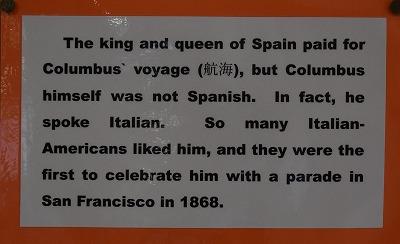 The king and queen of Spain paid for
Columbus` voyage (航海), but Columbus
himself was not Spanish. In fact, he
spoke Italian. So many Italian-
Americans liked him, and they were the
first to celebrate him with a parade in
San Francisco in 1868.